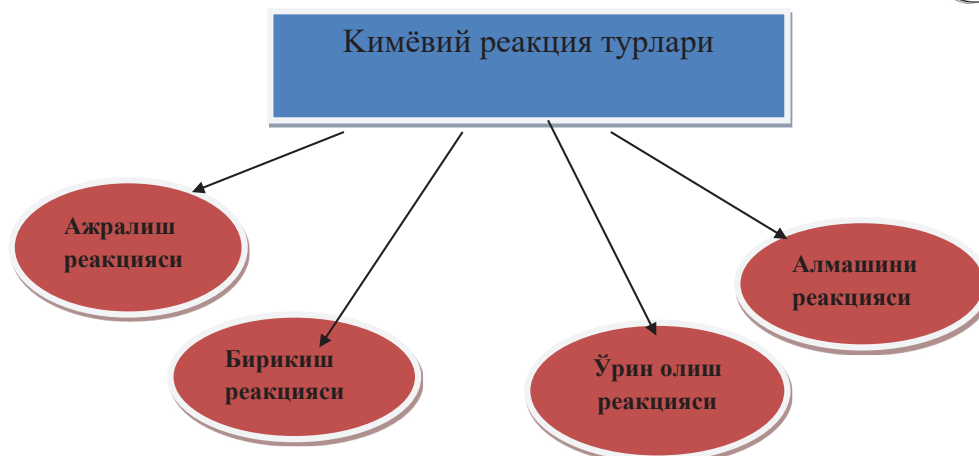 Кимёвий реакция турлари
Ажралиш
реакцияси
Бирикиш
реакцияси
Ўрин олиш
реакцияси
Алмашини
реакцияси